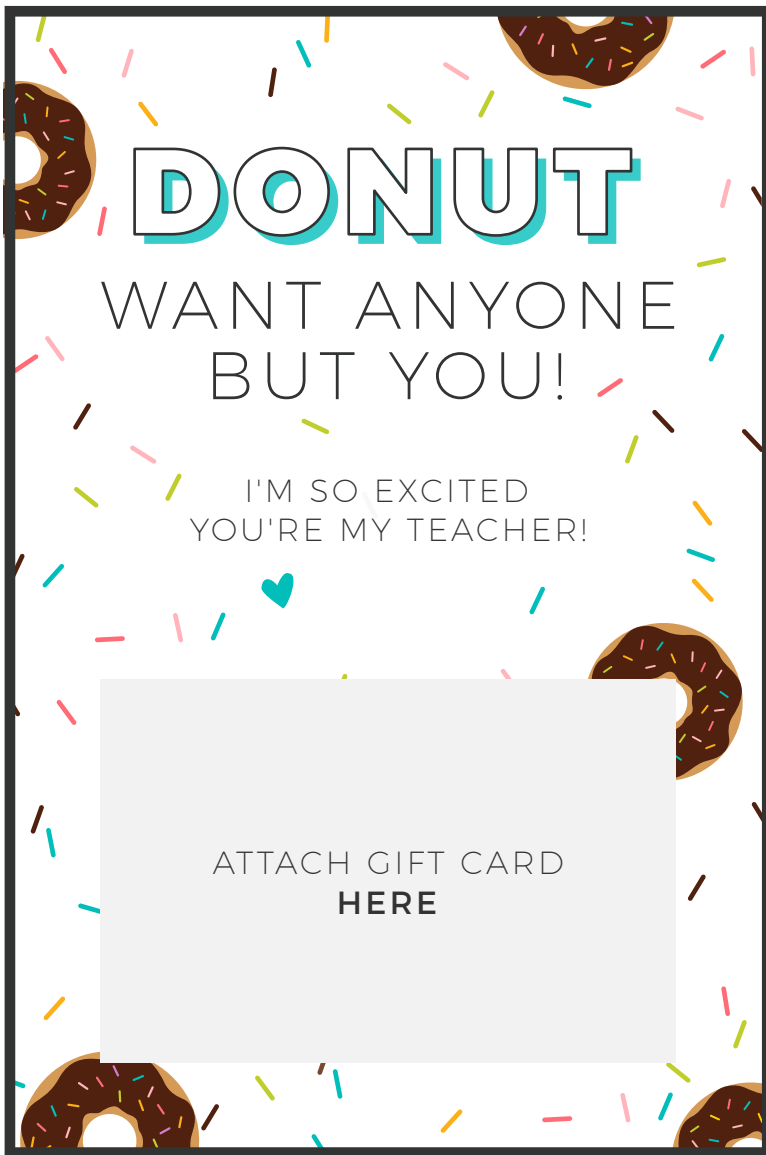 DONUT
WANT ANYONE
BUT YOU!
I'M SO EXCITED
YOU'RE MY TEACHER!
ATTACH GIFT CARD
HERE